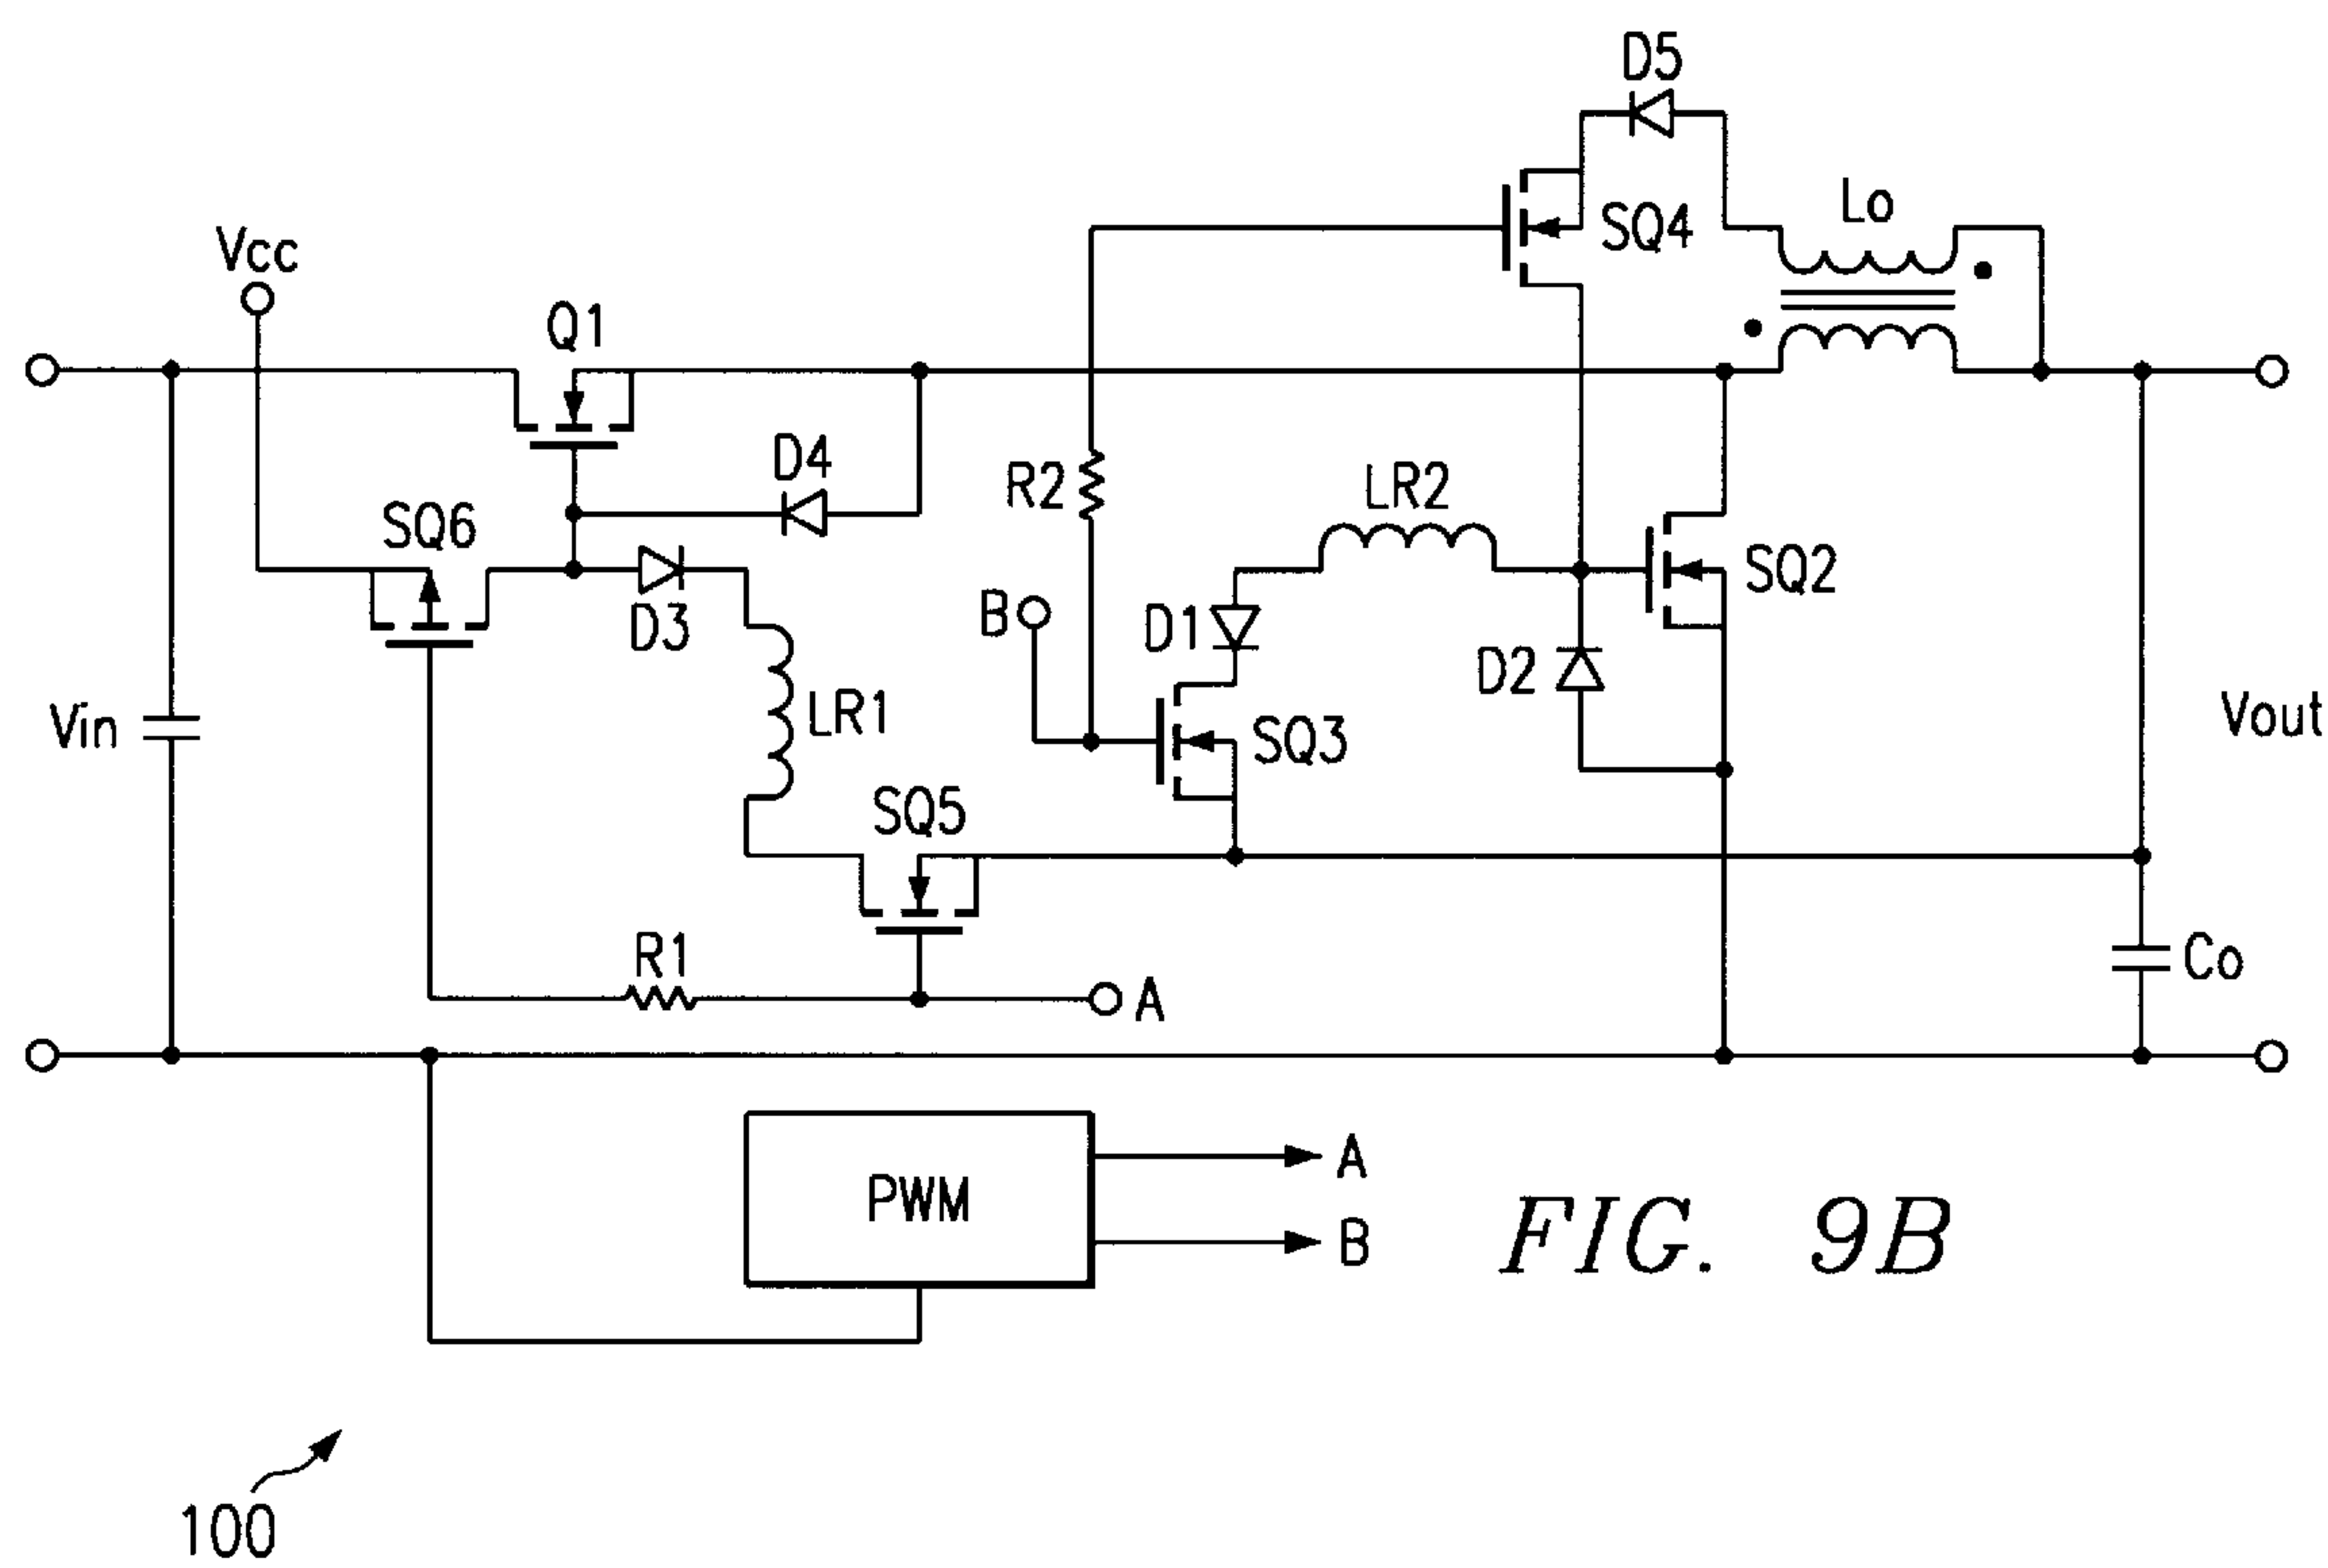 D5
SQ4
Lo
Vcc
Q1
D4
R2
LR2
SQ6
SQ2
D3
B
D1
D2
Vin
LR1
SQ3
Vout
SQ5
R1
A
Co
PWM
A
B
FIG. 9B
100